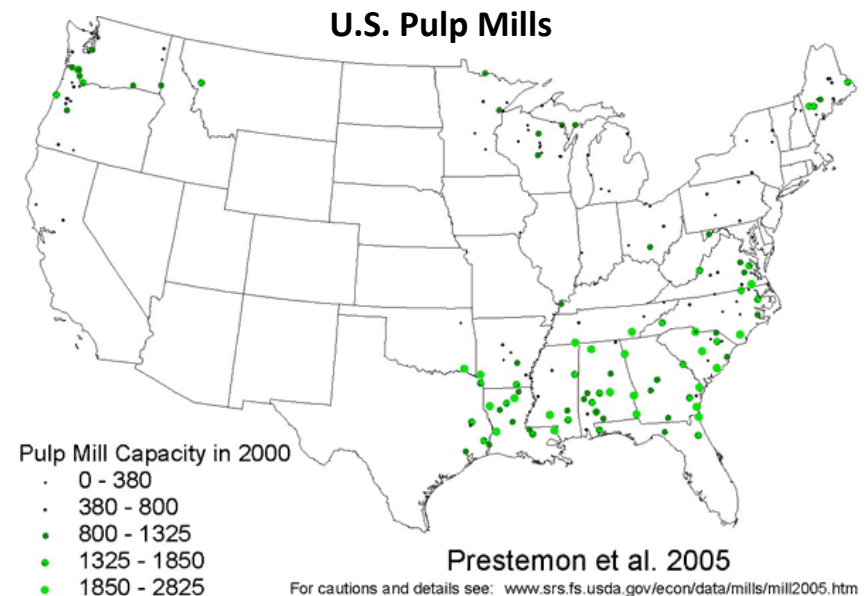 U.S. Pulp Mills
Pulp Mill Capacity in 2000
0 - 380
380 - 800
800 - 1325
1325 - 1850
1850 - 2825
Prestemon et al. 2005
For cautions and details see: www.srs.fs.usda.gov/econ/data/mills/mill2005.htm